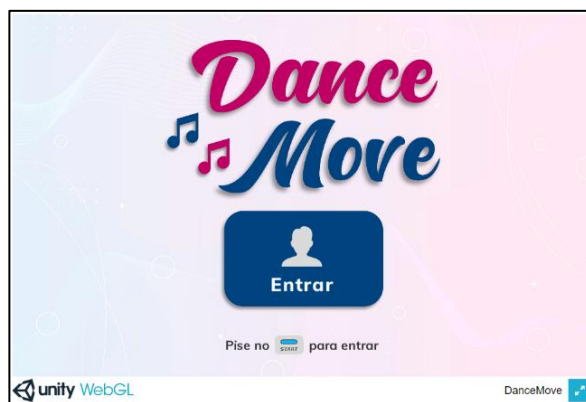 Dance
Move
Entrar
Pise no START para entrar
unity WebGL
DanceMove